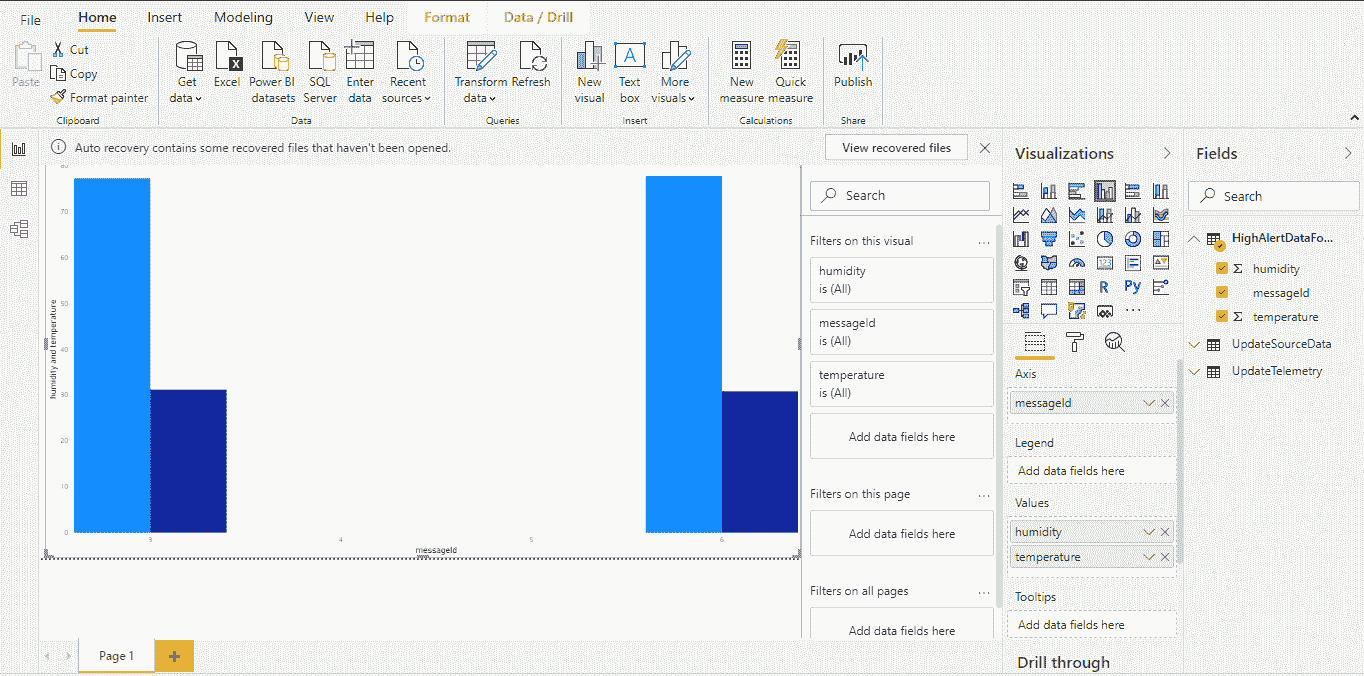 File Home Insert Modeling View Help Format Data / Drill
Paste
Cut
Copy
Format painter
Clipboard
Get data
Excel
Power BI datasets
SQL Server
Enter data
Recent sources
Data
Transform data
Refresh
Queries
New visual
Text box
More visuals
Insert
New measure
Quick measure
Calculations
Publish
Share
Auto recovery contains some recovered files that haven't been opened.
View recovered files
80
70
60
50
40
30
20
10
0
humidity and temperature
3 4 5 6
messageId
Page 1
Search
Filters on this visual
humidity
is (All)
messageId
is (All)
temperature
is (All)
Add data fields here
Filters on this page
Add data fields here
Filters on all pages
Add data fields here
Visualizations
123
R
Py
Axis
messageId
Legend
Add data fields here
Values
humidity
temperature
Tooltips
Add data fields here
Drill through
Fields
Search
HighAlertDataFo...
Σ humidity
messageId
Σ temperature
UpdateSourceData
UpdateTelemetry